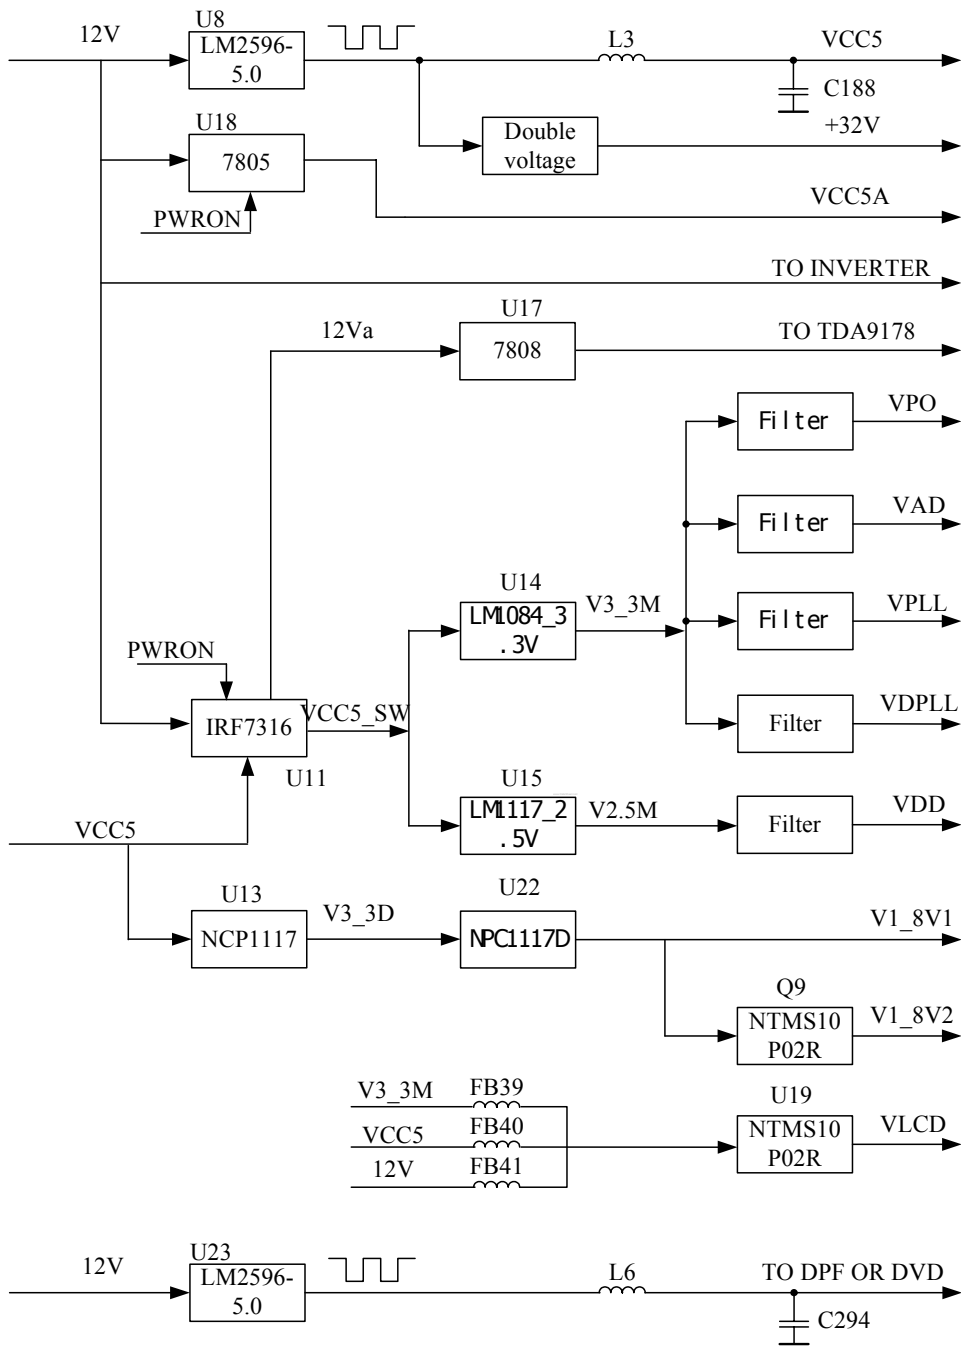 U8
12V
LM2596-
5.0
L3
VCC5
C188
U18
7805
Double
voltage
+32V
PWRON
VCC5A
TO INVERTER
U17
12Va
7808
TO TDA9178
Filter
VPO
Filter
VAD
U14
LM1084_3
.3V
V3_3M
Filter
VPLL
PWRON
IRF7316
VCC5_SW
U11
Filter
VDPLL
U15
LM1117_2
.5V
V2.5M
Filter
VDD
VCC5
U13
NCP1117
V3_3D
U22
NPC1117D
V1_8V1
Q9
NTMS10
P02R
V1_8V2
V3_3M
FB39
VCC5
FB40
12V
FB41
U19
NTMS10
P02R
VLCD
12V
U23
LM2596-
5.0
L6
TO DPF OR DVD
C294